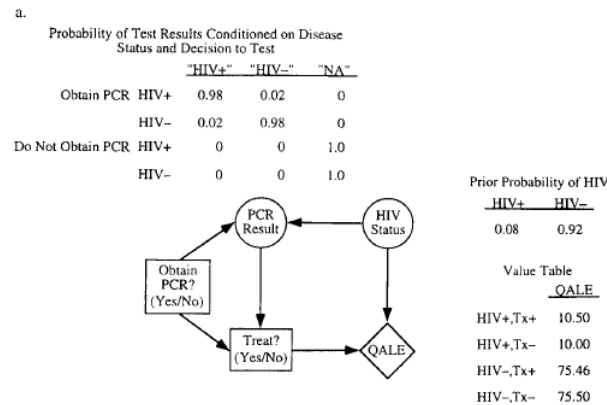 a.
Probability of Test Results Conditioned on Disease
Status and Decision to Test
"HIV+" "HIV–" "NA"
Obtain PCR HIV+ 0.98 0.02 0
HIV– 0.02 0.98 0
Do Not Obtain PCR HIV+ 0 0 1.0
HIV– 0 0 1.0
Prior Probability of HIV
HIV+ HIV–
0.08 0.92
PCR
Result
HIV
Status
Obtain
PCR?
(Yes/No)
Treat?
(Yes/No)
QALE
Value Table
QALE
HIV+,Tx+ 10.50
HIV+,Tx– 10.00
HIV–,Tx+ 75.46
HIV–,Tx– 75.50